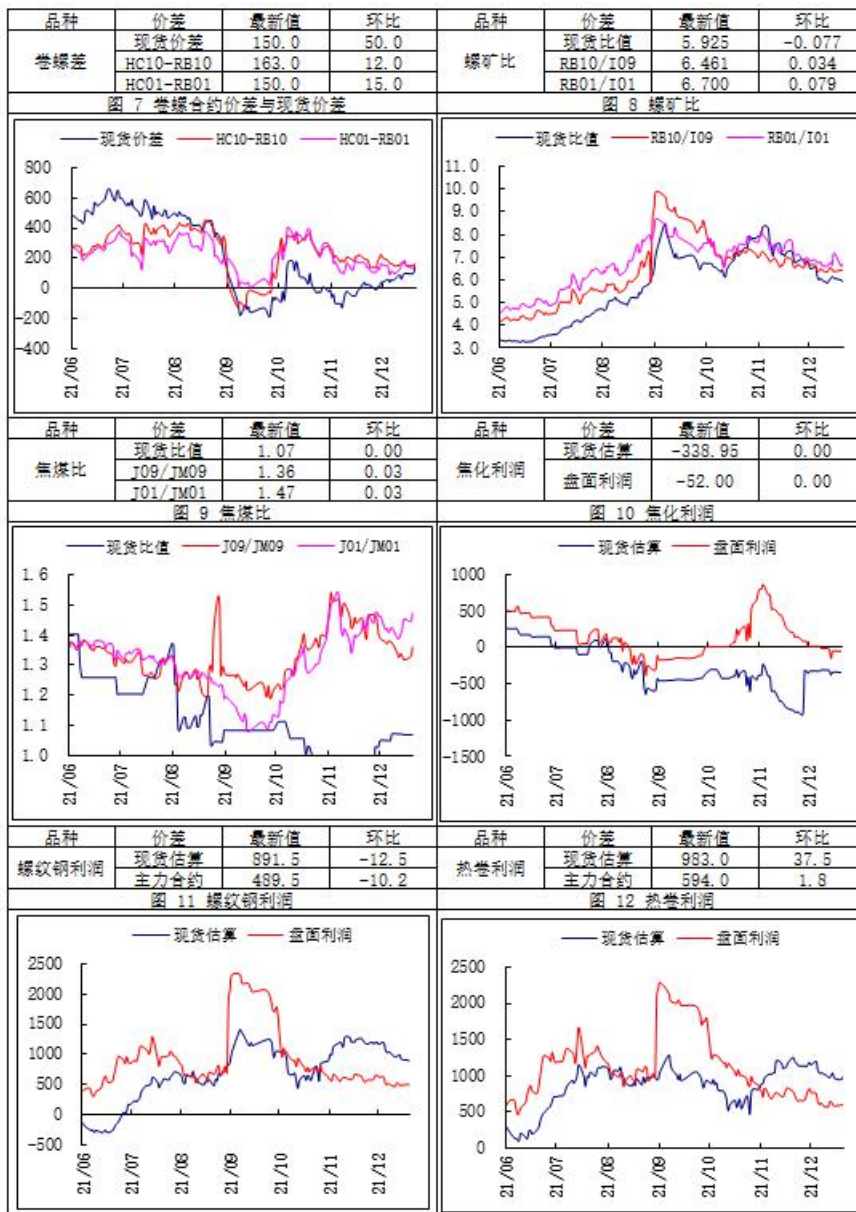 品种 价差 最新值 环比 品种 价差 最新值 环比
卷螺差 现货价差 150.0 50.0 螺矿比 现货比值 5.925 -0.077
HC10-RB10 163.0 12.0 RB10/I09 6.461 0.034
HC01-RB01 150.0 15.0 RB01/I01 6.700 0.079
图 7 卷螺合约价差与现货价差 图 8 螺矿比
现货价差 HC10-RB10 HC01-RB01
800
600
400
200
0
-200
-400
21/06 21/07 21/08 21/09 21/10 21/11 21/12
现货比值 RB10/I09 RB01/I01
11.0
10.0
9.0
8.0
7.0
6.0
5.0
4.0
3.0
21/06 21/07 21/08 21/09 21/10 21/11 21/12
品种 价差 最新值 环比 品种 价差 最新值 环比
焦煤比 现货比值 1.07 0.00 焦化利润 现货估算 -338.95 0.00
J09/JM09 1.36 0.03 盘面利润 -52.00 0.00
J01/JM01 1.47 0.03
图 9 焦煤比 图 10 焦化利润
现货比值 J09/JM09 J01/JM01
1.6
1.5
1.4
1.3
1.2
1.1
1.0
21/06 21/07 21/08 21/09 21/10 21/11 21/12
现货估算 盘面利润
1000
500
0
-500
-1000
-1500
21/06 21/07 21/08 21/09 21/10 21/11 21/12
品种 价差 最新值 环比 品种 价差 最新值 环比
螺纹钢利润 现货估算 891.5 -12.5 热卷利润 现货估算 983.0 37.5
主力合约 489.5 -10.2 主力合约 594.0 1.8
图 11 螺纹钢利润 图 12 热卷利润
现货估算 盘面利润
2500
2000
1500
1000
500
0
-500
21/06 21/07 21/08 21/09 21/10 21/11 21/12
现货估算 盘面利润
2500
2000
1500
1000
500
0
21/06 21/07 21/08 21/09 21/10 21/11 21/12